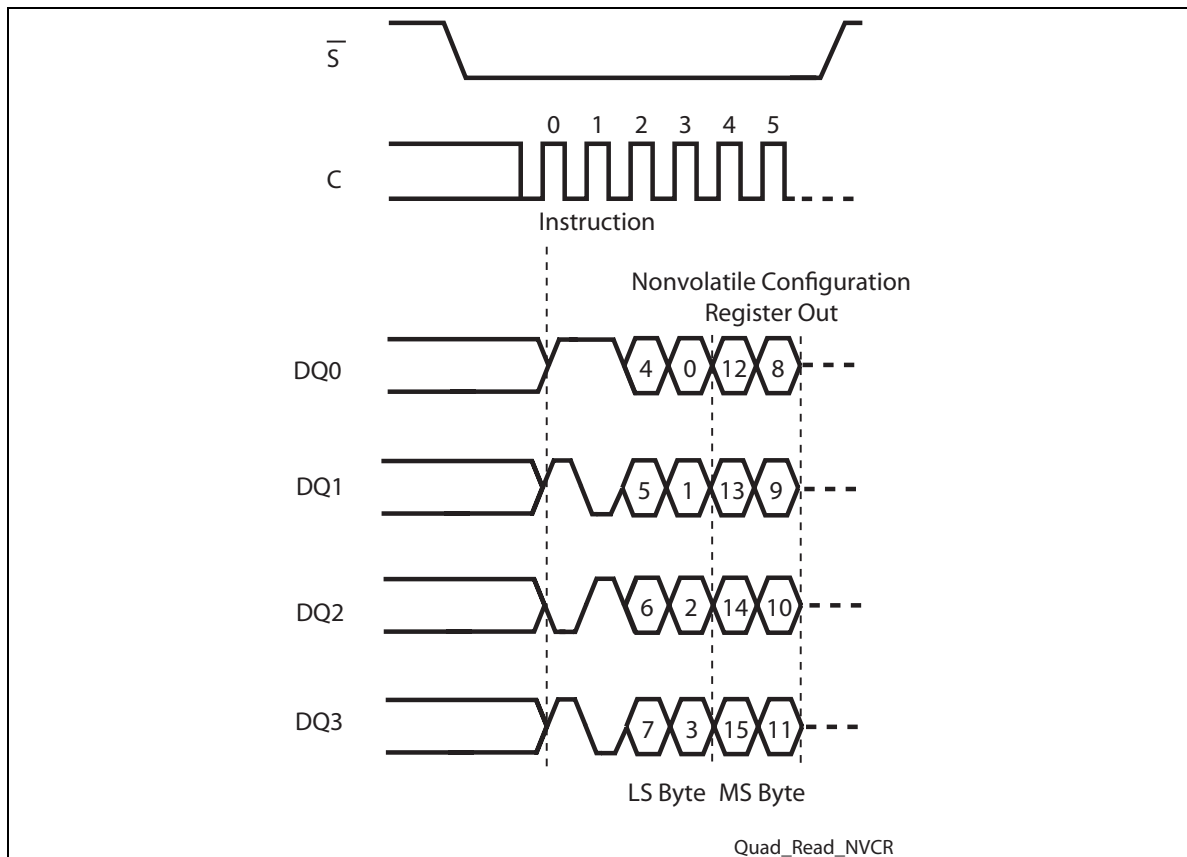 S
0 1 2 3 4 5
C
Instruction
Nonvolatile Configuration
Register Out
DQ0 4 0 12 8
DQ1 5 1 13 9
DQ2 6 2 14 10
DQ3 7 3 15 11
LS Byte MS Byte
Quad_Read_NVCR